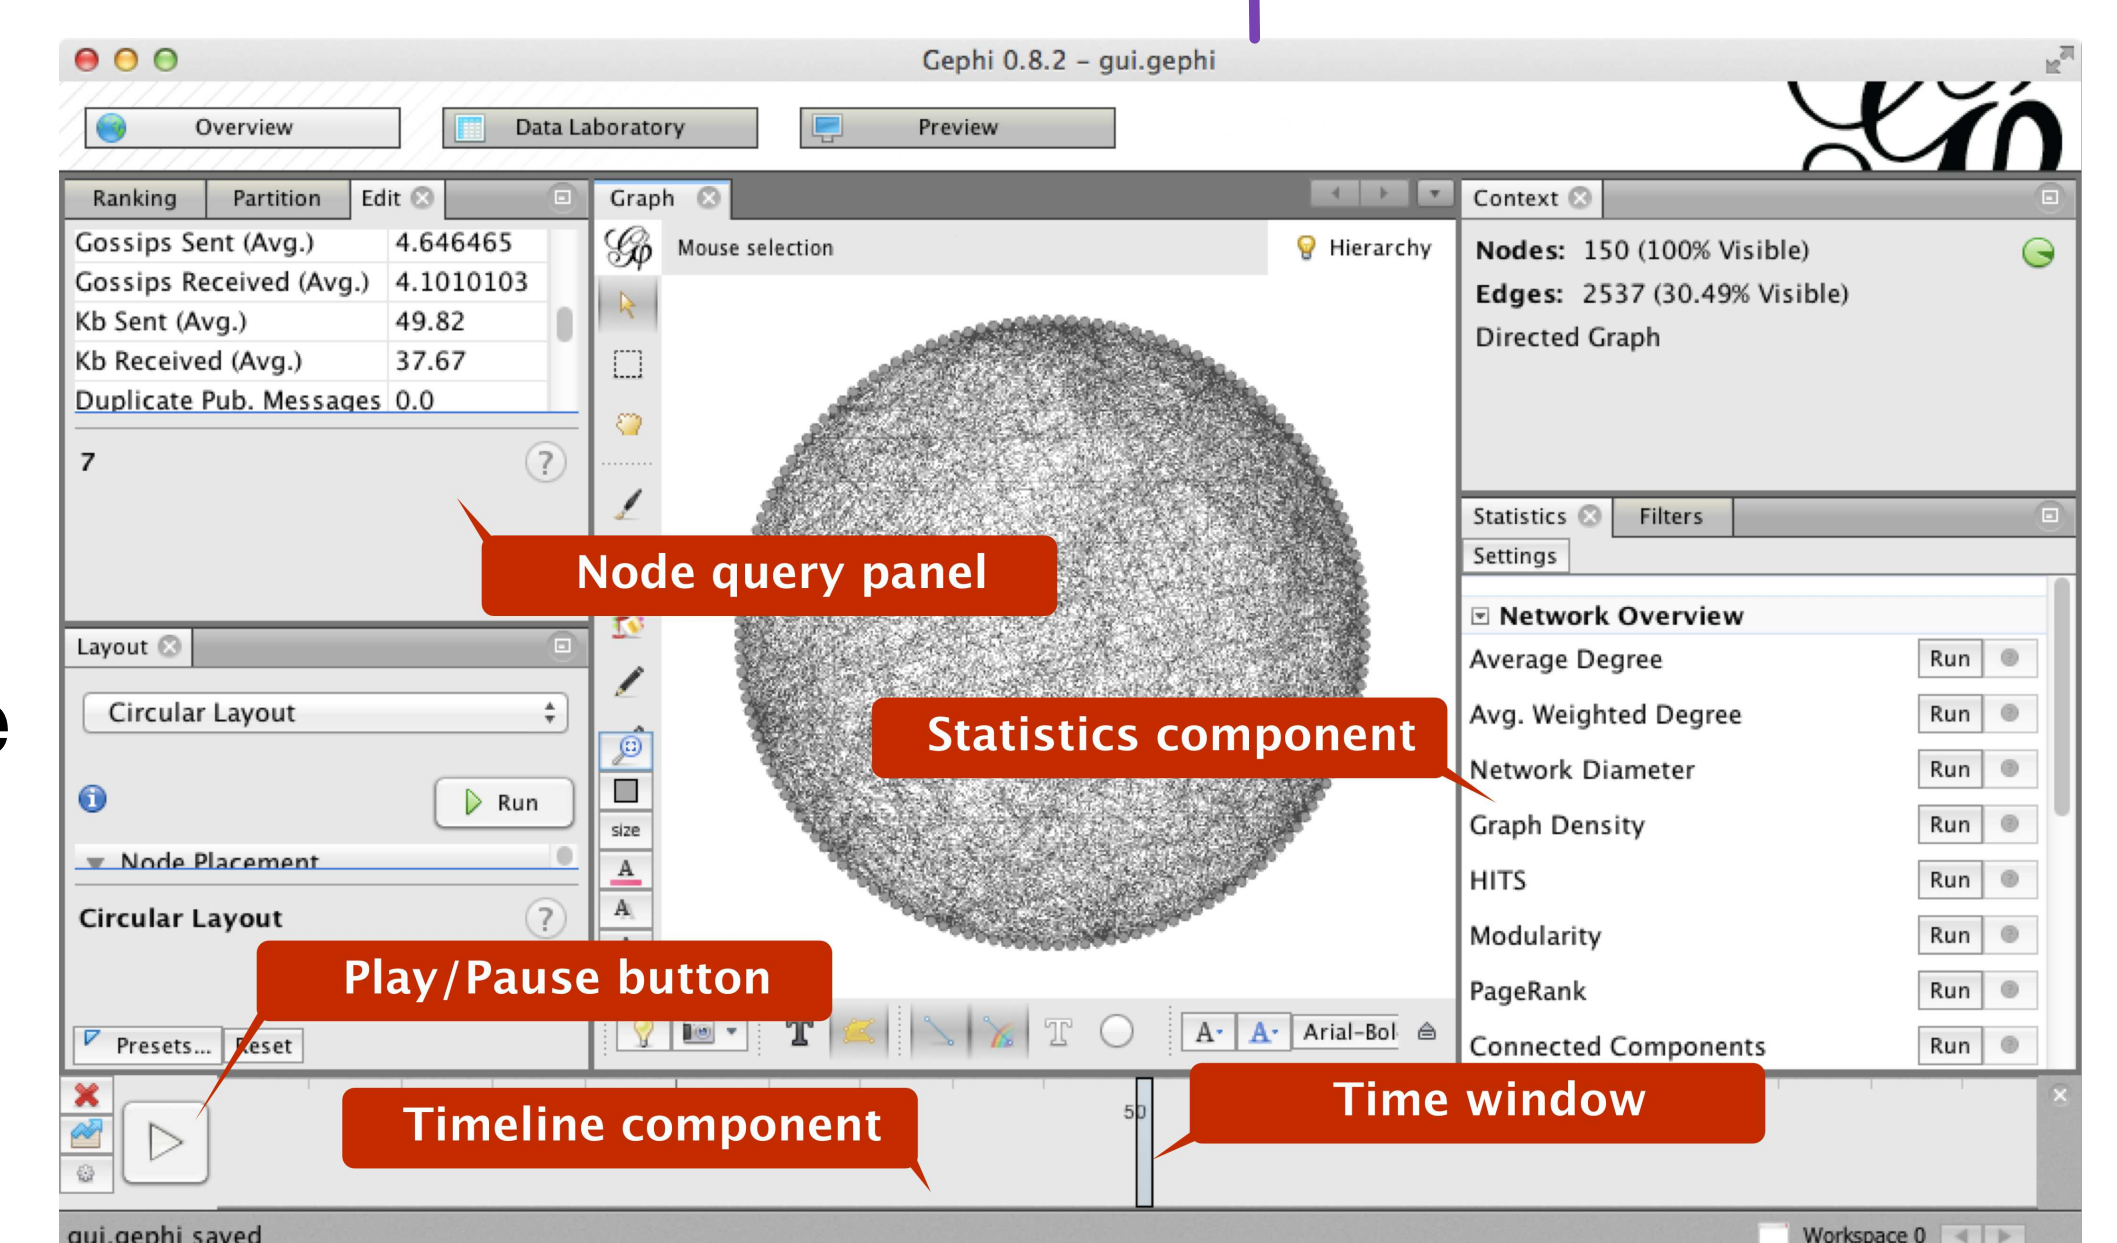 Gephi 0.8.2 – gui.gephi
Overview
Data Laboratory
Preview
Ranking
Partition
Edit
Gossips Sent (Avg.) 4.646465
Gossips Received (Avg.) 4.1010103
Kb Sent (Avg.) 49.82
Kb Received (Avg.) 37.67
Duplicate Pub. Messages 0.0
7
?
Node query panel
Layout
Circular Layout
Run
Node Placement
Circular Layout
?
Play/Pause button
Presets...
Reset
Graph
Mouse selection
Hierarchy
size
A
A
T
T
A
A
Arial-Bol
Context
Nodes: 150 (100% Visible)
Edges: 2537 (30.49% Visible)
Directed Graph
Statistics
Filters
Settings
Network Overview
Average Degree Run
Avg. Weighted Degree Run
Statistics component
Network Diameter Run
Graph Density Run
HITS Run
Modularity Run
PageRank Run
Connected Components Run
Timeline component
50
Time window
gui.gephi saved
Workspace 0
e